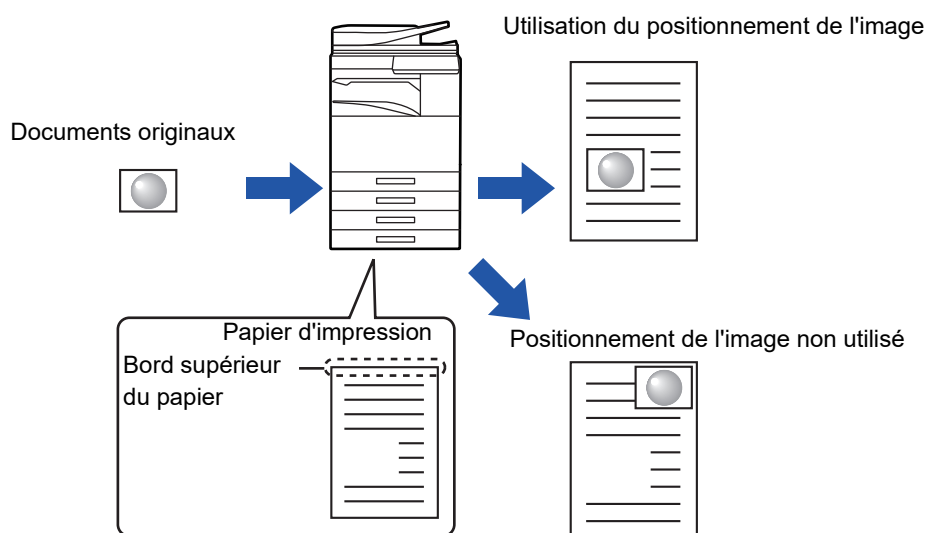 Utilisation du positionnement de l'image
Documents originaux
Papier d'impression
Bord supérieur
du papier
Positionnement de l'image non utilisé